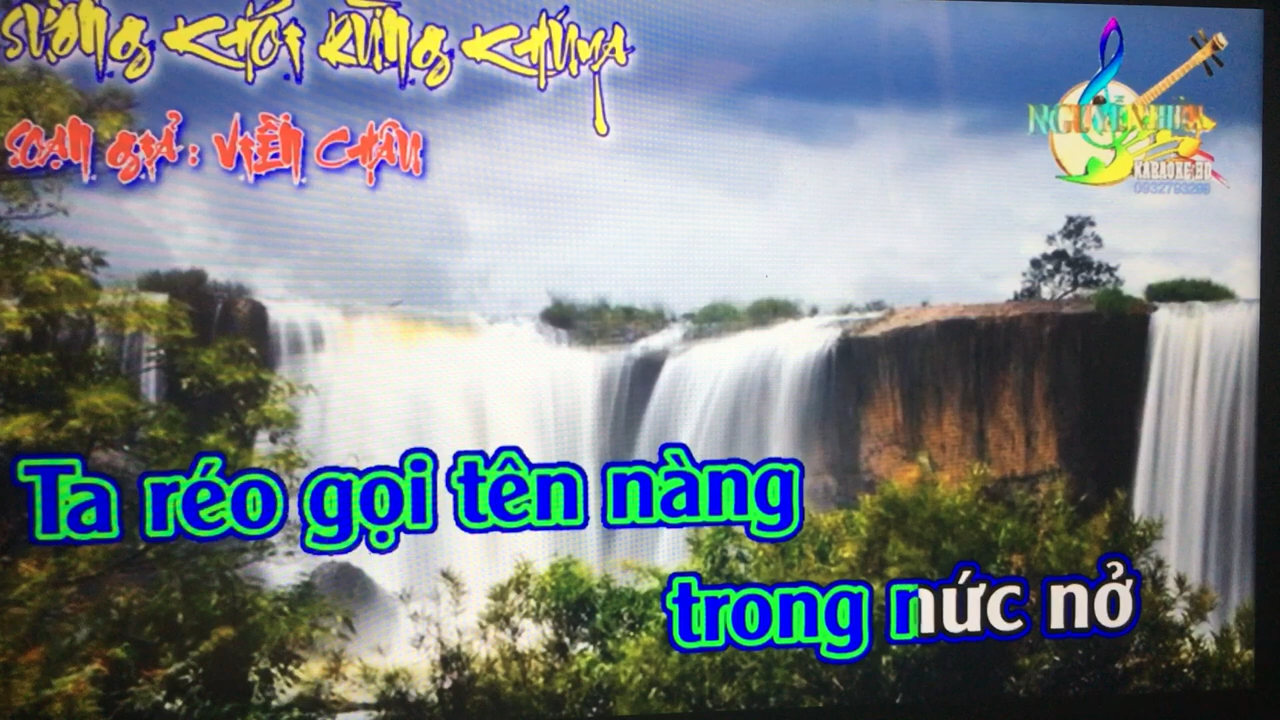 SƯƠNG KHÓI RỪNG KHUYA
SOẠN GIẢ : VIỄN CHÂU
NGUYỄN HIỀN
KARAOKE HD
Ta réo gọi tên nàng
trong nức nở